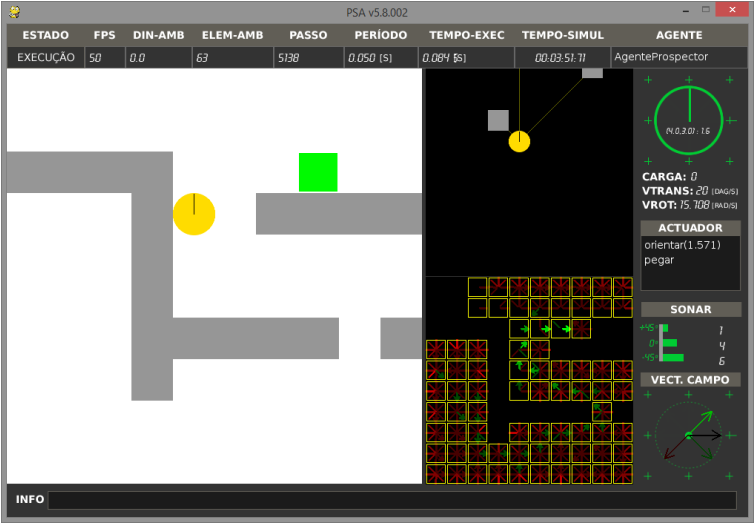 PSA v5.8.002
ESTADO FPS DIN-AMB ELEM-AMB PASSO PERÍODO TEMPO-EXEC TEMPO-SIMUL AGENTE
EXECUÇÃO 50 0.0 63 5138 0.050 [S] 0.084 [S] 00:03:51:71 AgenteProspector
(4.0,3.0) : 1.6
CARGA: 0
VTRANS: 20 [DAG/S]
VROT: 15.708 [RAD/S]
ACTUADOR
orientar(1.571)
pegar
SONAR
+45° 1
0° 4
-45° 6
VECT. CAMPO
INFO